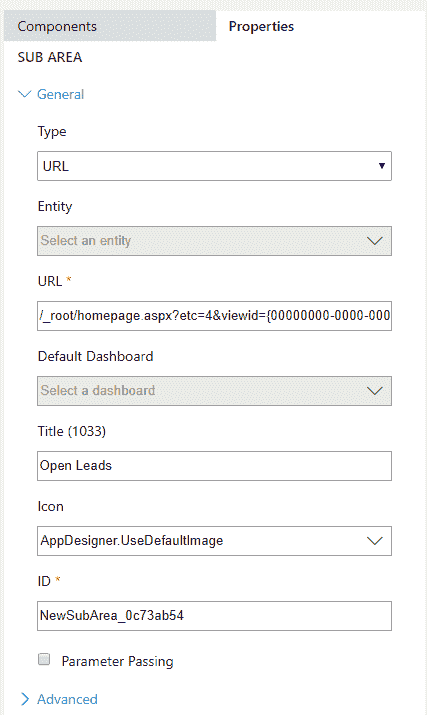 Components
Properties
SUB AREA
General
Type
URL
Entity
Select an entity
URL *
/_root/homepage.aspx?etc=4&viewid={00000000-0000-000
Default Dashboard
Select a dashboard
Title (1033)
Open Leads
Icon
AppDesigner.UseDefaultImage
ID *
NewSubArea_0c73ab54
Parameter Passing
Advanced